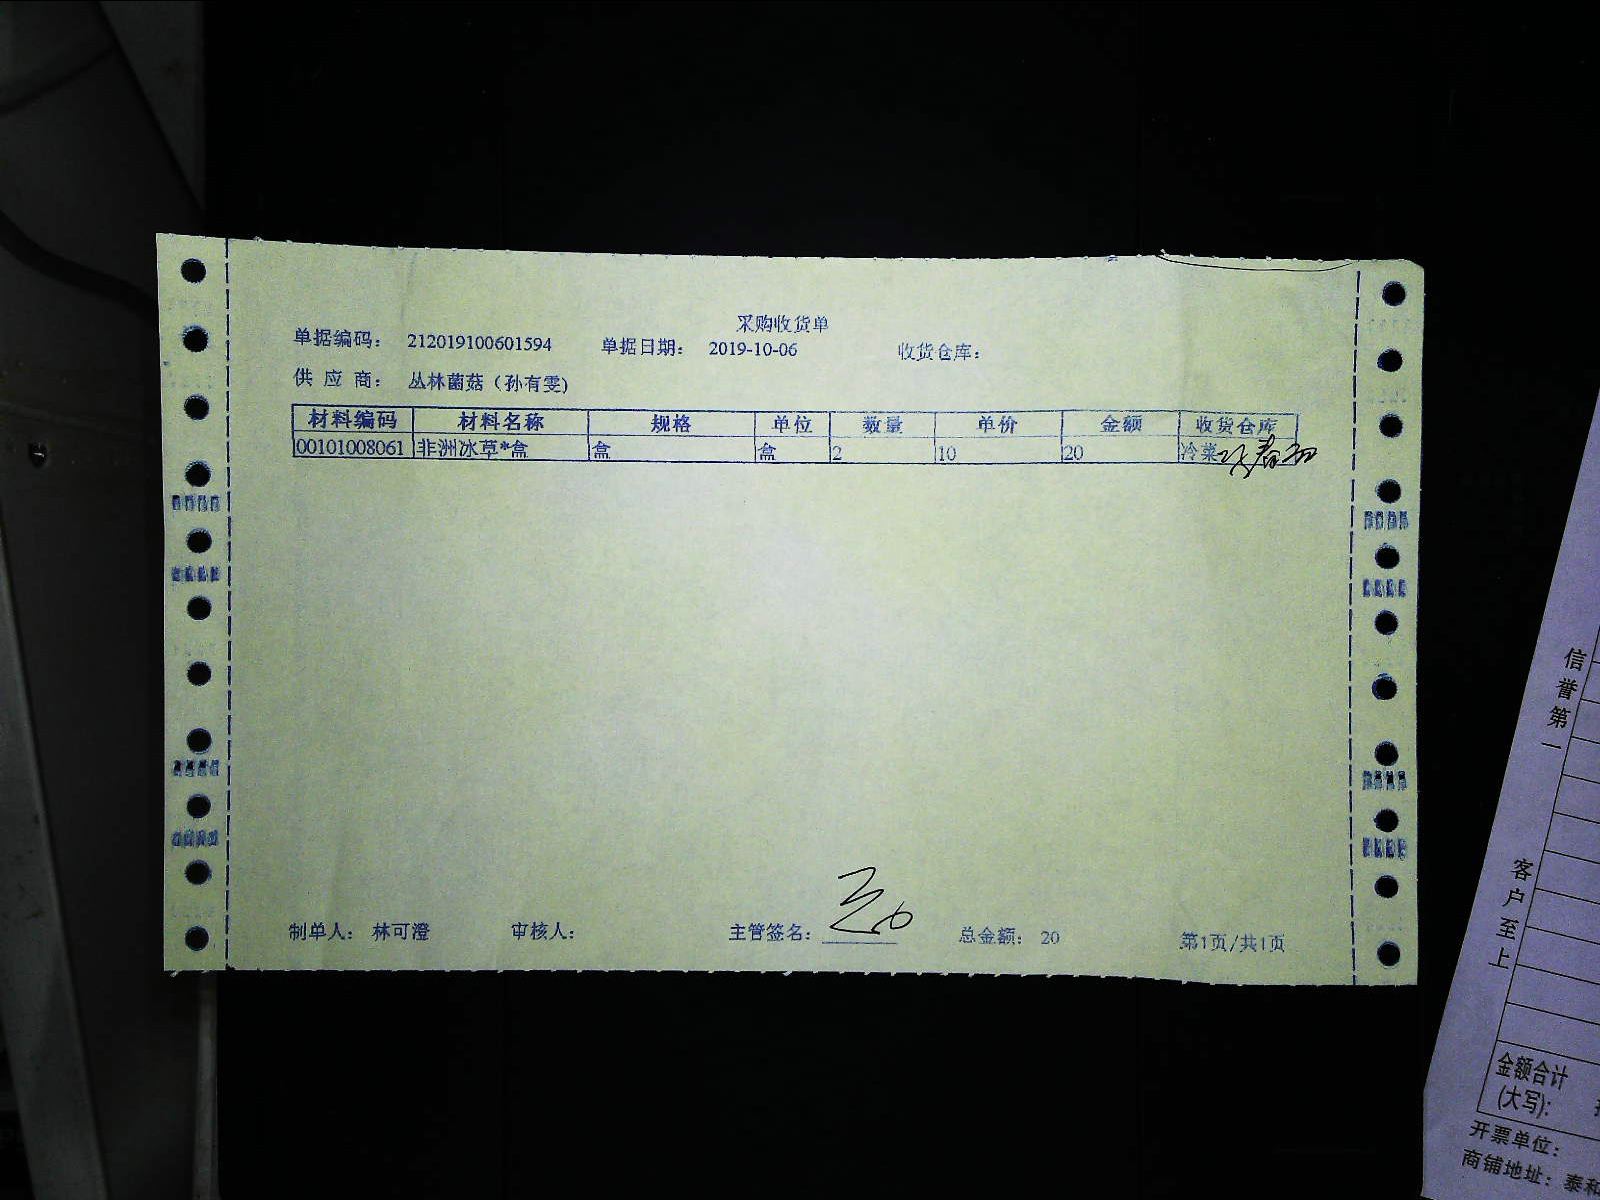 采购收货单
单据编码： 212019100601594 单据日期： 2019-10-06 收货仓库：
供 应 商： 丛林菌菇（孙有雯)
材料编码 材料名称 规格 单位 数量 单价 金额 收货仓库
00101008061 非洲冰草*盒 盒 盒 2 10 20 冷菜
制单人： 林可澄 审核人： 主管签名： 总金额： 20 第1页/共1页
信誉第一
客户至上
金额合计
(大写):
开票单位：
商铺地址：泰和